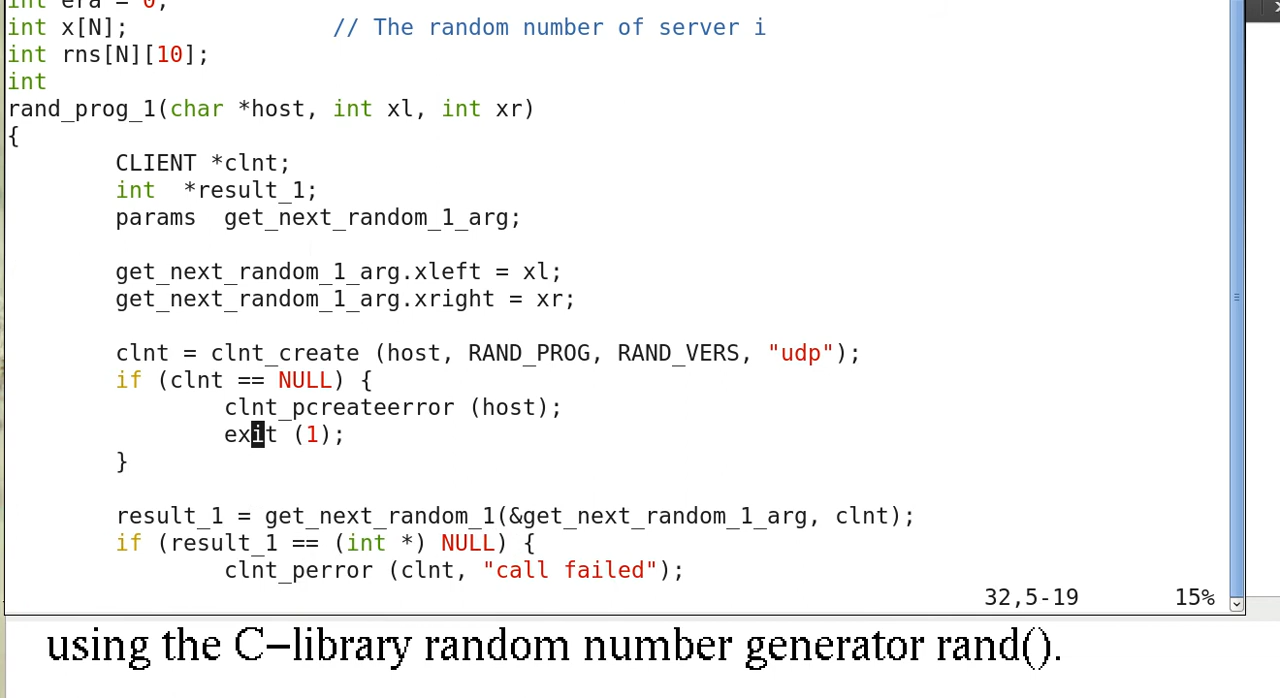 int era = 0;
int x[N];               // The random number of server i
int rns[N][10];
int
rand_prog_1(char *host, int xl, int xr)
{
        CLIENT *clnt;
        int  *result_1;
        params  get_next_random_1_arg;

        get_next_random_1_arg.xleft = xl;
        get_next_random_1_arg.xright = xr;

        clnt = clnt_create (host, RAND_PROG, RAND_VERS, "udp");
        if (clnt == NULL) {
                clnt_pcreateerror (host);
                exit (1);
        }

        result_1 = get_next_random_1(&get_next_random_1_arg, clnt);
        if (result_1 == (int *) NULL) {
                clnt_perror (clnt, "call failed");
32,5-19 15%
using the C–library random number generator rand().